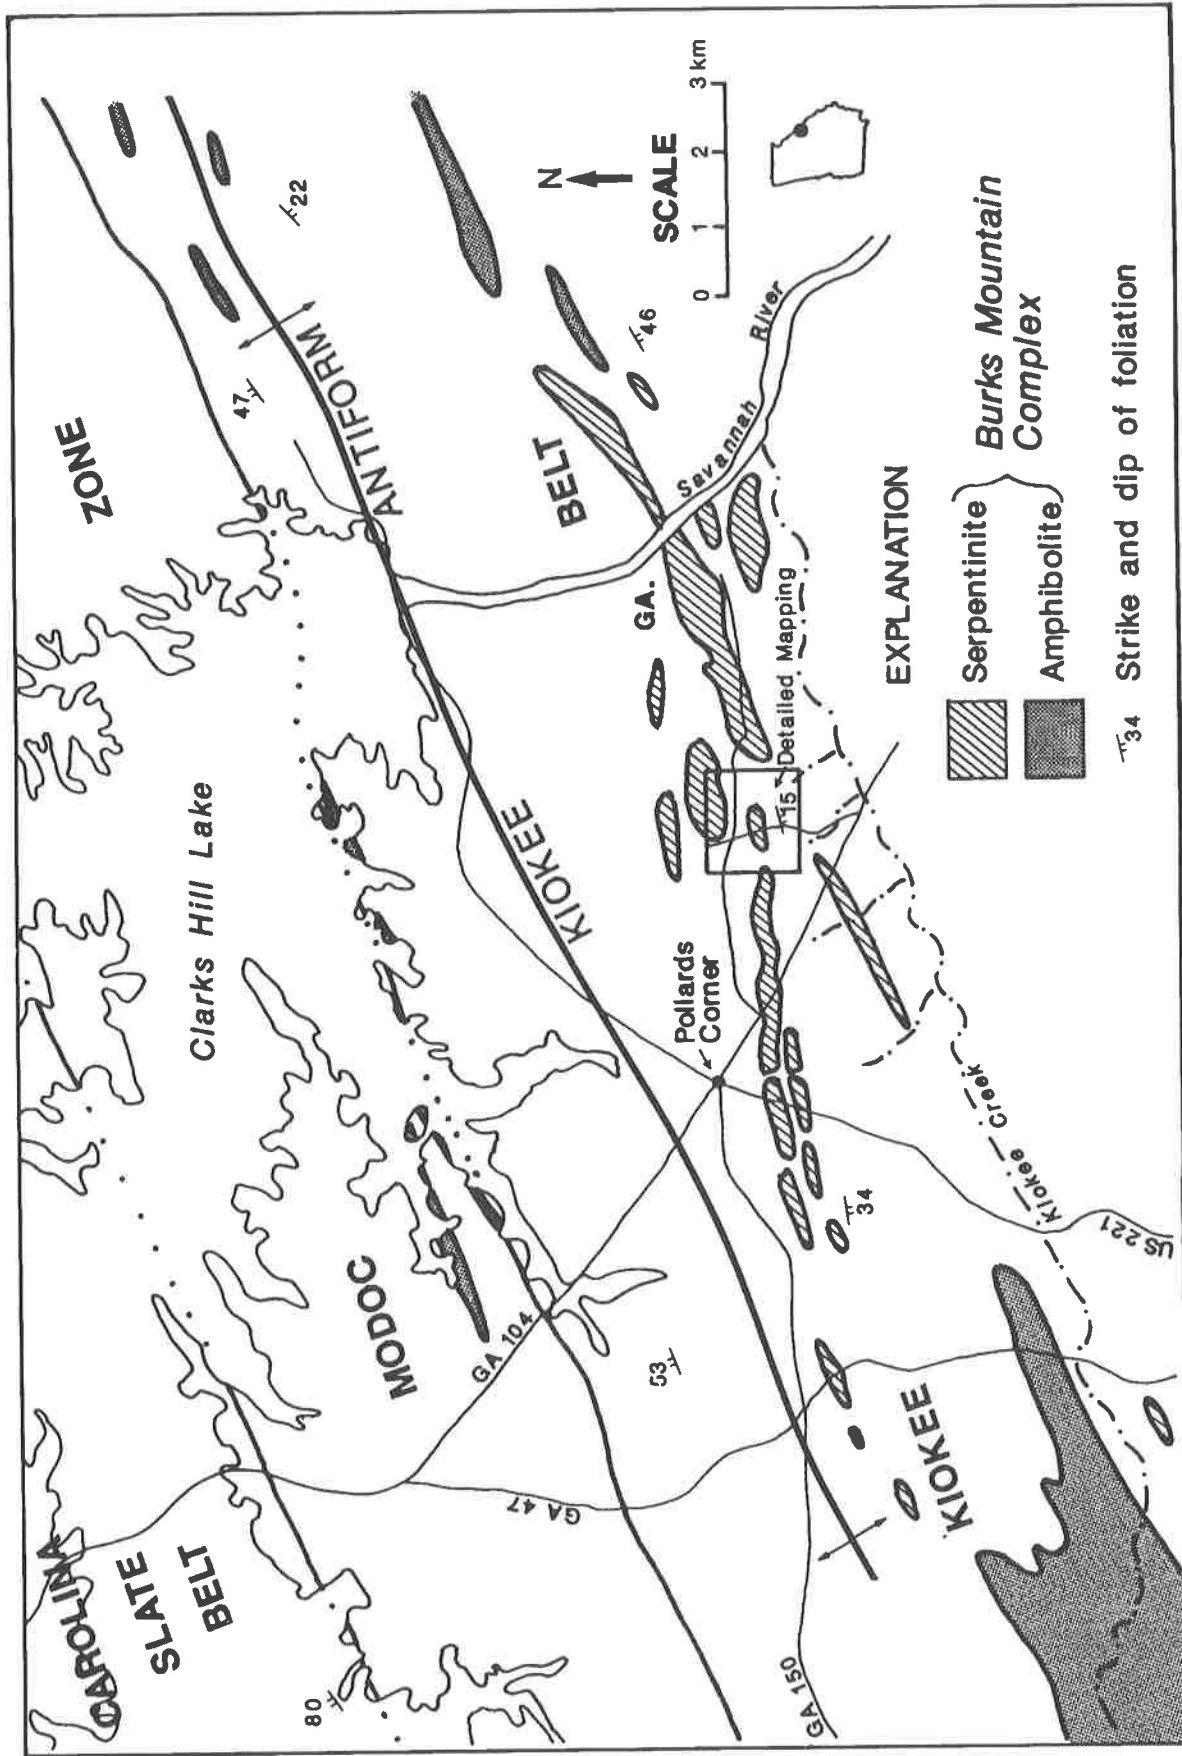 CAROLINA
SLATE
BELT
80
MODOC
ZONE
Clarks Hill Lake
GA 104
GA 47
53
47
22
KIOKEE
ANTIFORM
Pollards
Corner
GA.
BELT
46
Savannah
River
N
SCALE
0 1 2 3 km
15
Detailed Mapping
34
KIOKEE
GA 150
US 221
Kiokee Creek
EXPLANATION
Serpentinite
Amphibolite
Burks Mountain
Complex
34 Strike and dip of foliation